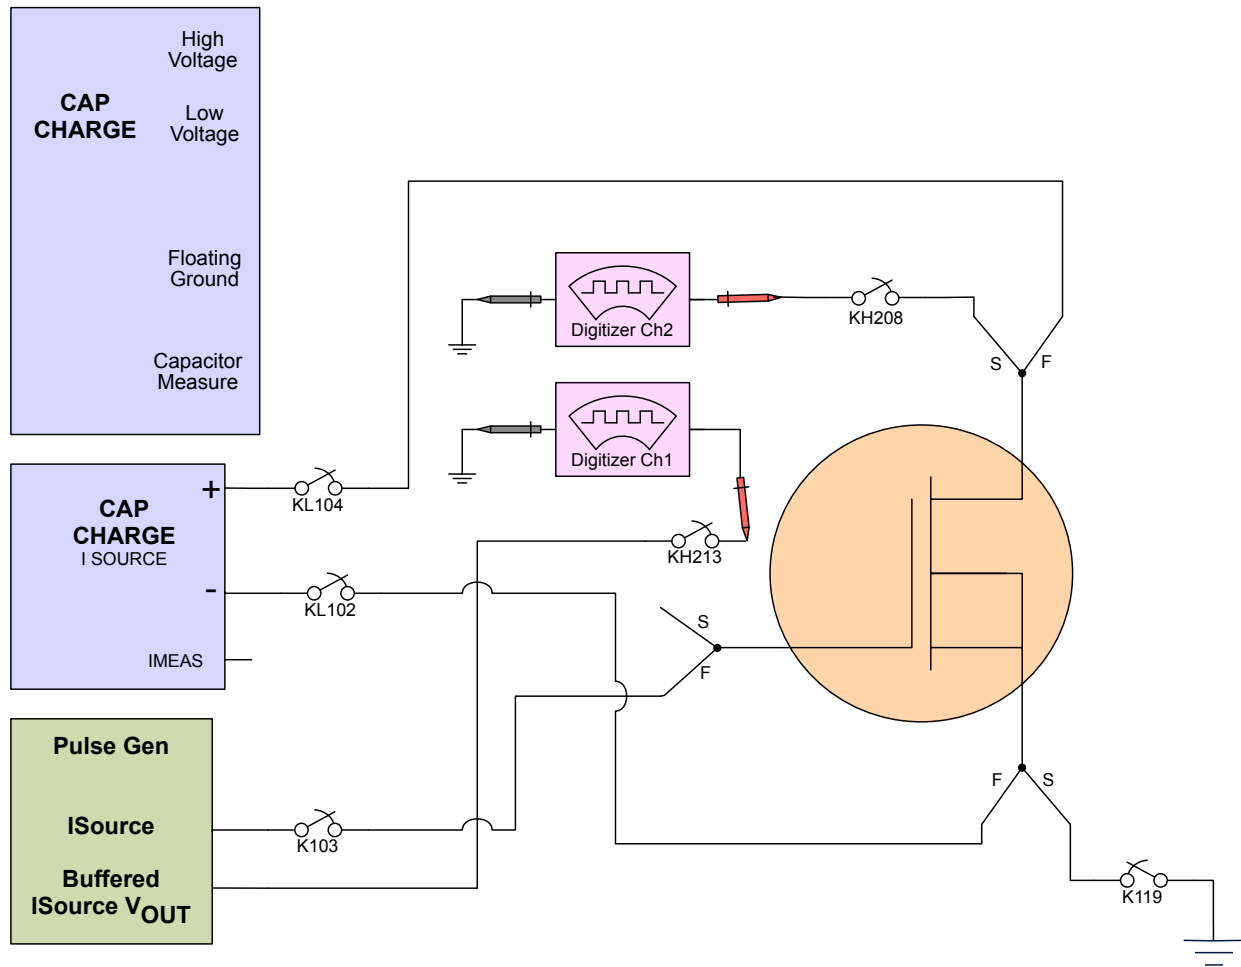 High
Voltage
CAP
CHARGE
Low
Voltage
Floating
Ground
Capacitor
Measure
Digitizer Ch2
KH208
S
F
Digitizer Ch1
+
KL104
CAP
CHARGE
I SOURCE
KH213
-
KL102
S
F
IMEAS
Pulse Gen
F
S
ISource
K103
Buffered
ISource VOUT
K119